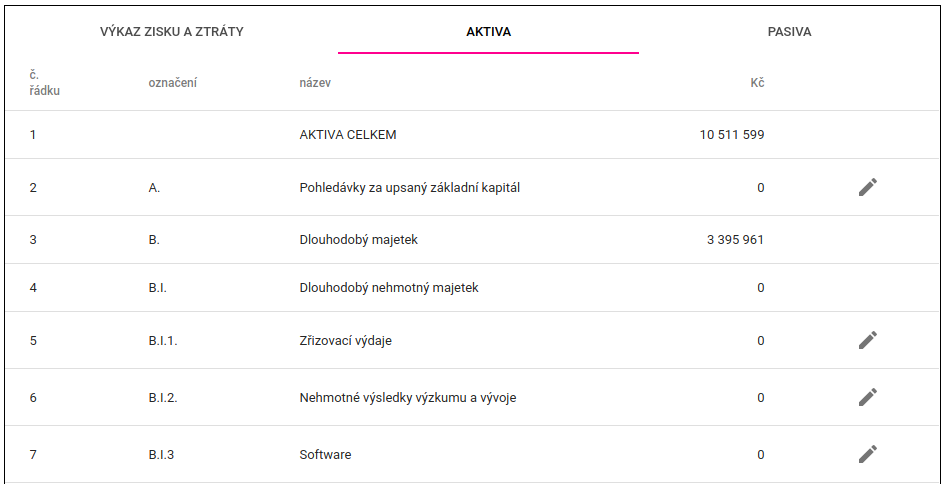 VÝKAZ ZISKU A ZTRÁTY AKTIVA PASIVA
č.
řádku označení název Kč
1 AKTIVA CELKEM 10 511 599
2 A. Pohledávky za upsaný základní kapitál 0
3 B. Dlouhodobý majetek 3 395 961
4 B.I. Dlouhodobý nehmotný majetek 0
5 B.I.1. Zřizovací výdaje 0
6 B.I.2. Nehmotné výsledky výzkumu a vývoje 0
7 B.I.3 Software 0